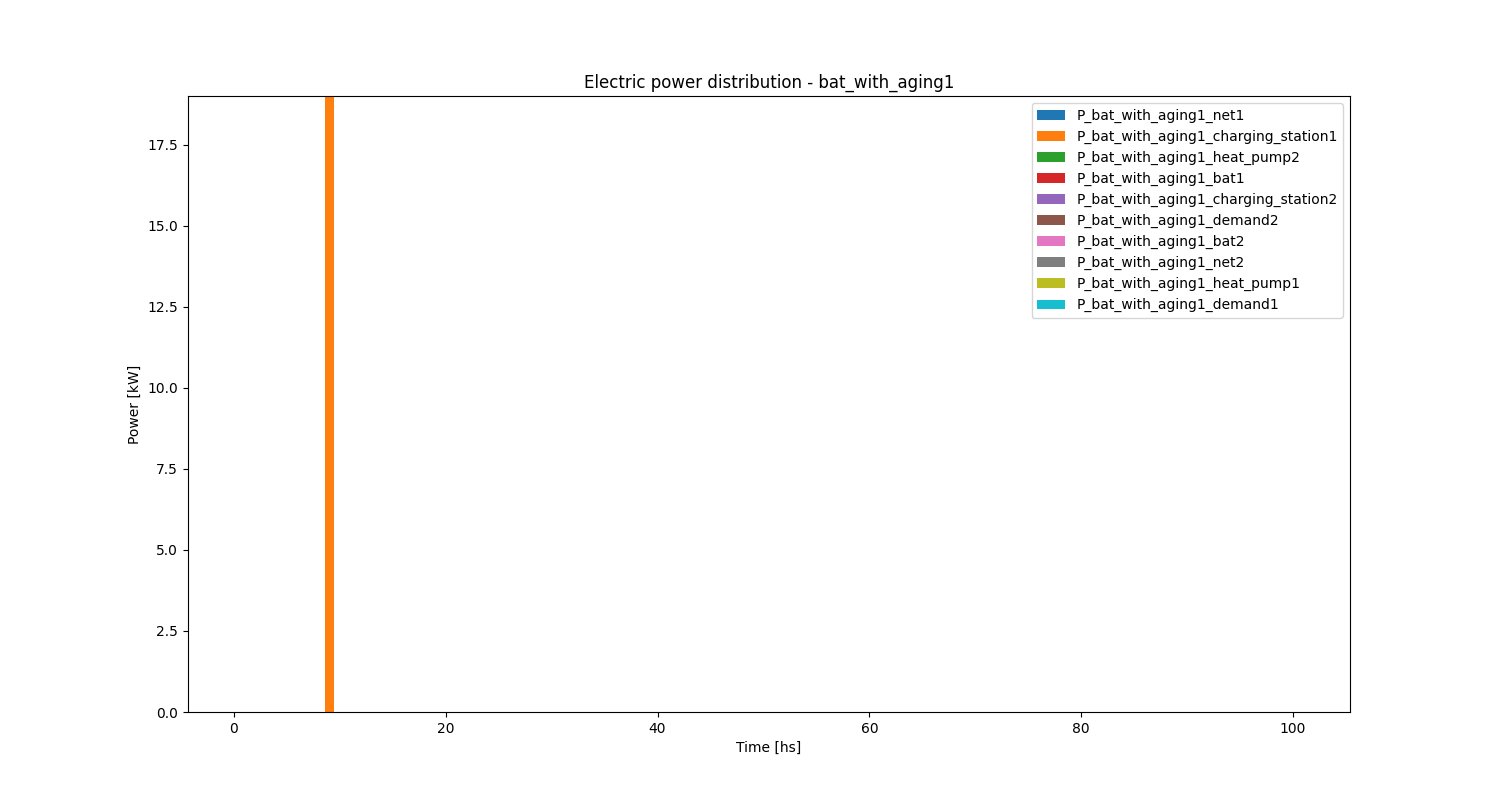 Electric power distribution - bat_with_aging1
P_bat_with_aging1_net1
P_bat_with_aging1_charging_station1
P_bat_with_aging1_heat_pump2
P_bat_with_aging1_bat1
P_bat_with_aging1_charging_station2
P_bat_with_aging1_demand2
P_bat_with_aging1_bat2
P_bat_with_aging1_net2
P_bat_with_aging1_heat_pump1
P_bat_with_aging1_demand1
Power [kW]
17.5
15.0
12.5
10.0
7.5
5.0
2.5
0.0
0 20 40 60 80 100
Time [hs]